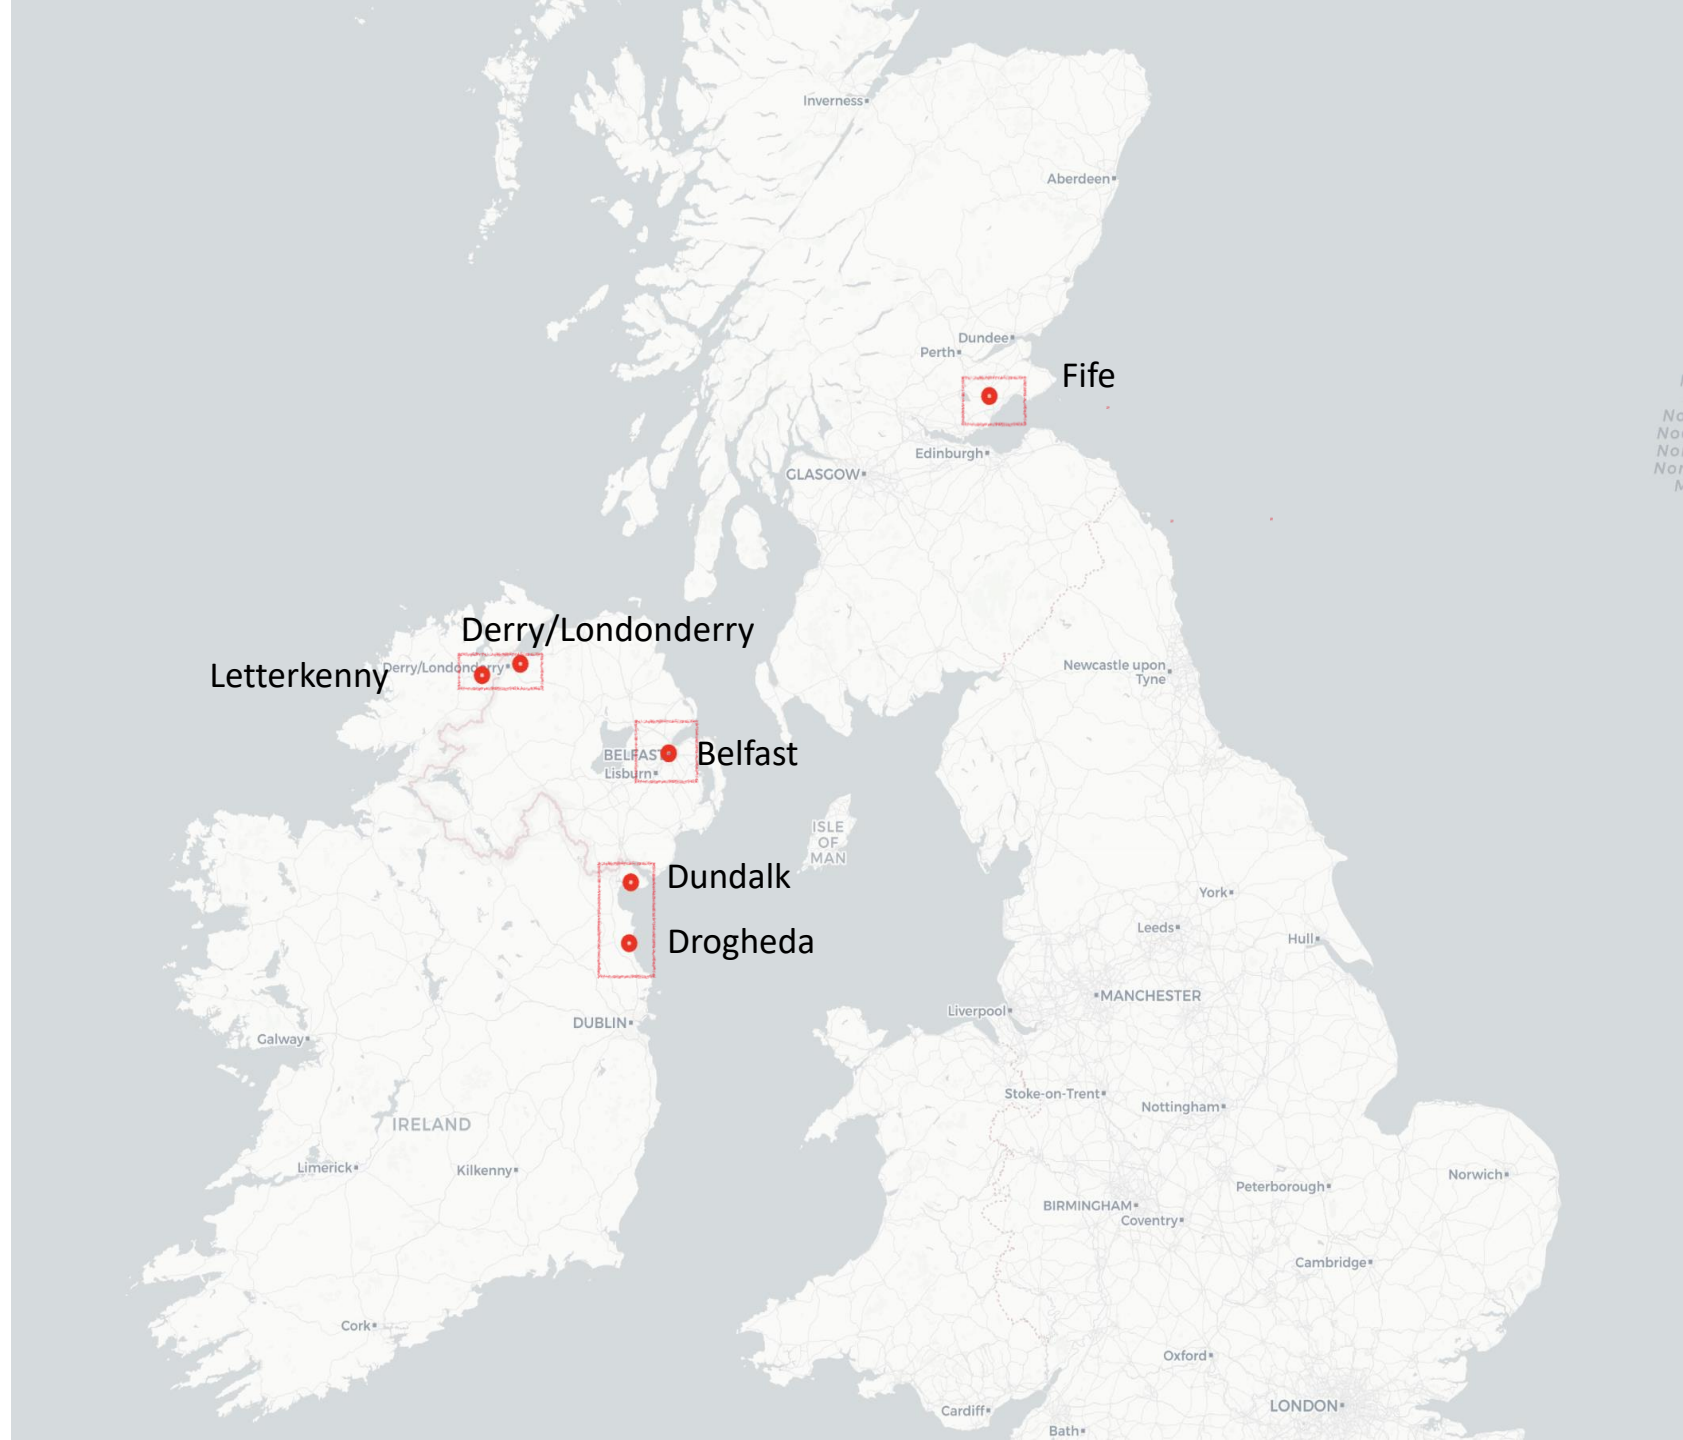 Inverness
Aberdeen
Dundee
Perth
Fife
Edinburgh
GLASGOW
Derry/Londonderry
Derry/Londonderry
Letterkenny
Newcastle upon
Tyne
BELFAST
Belfast
Lisburn
ISLE
OF
MAN
Dundalk
York
Leeds
Hull
Drogheda
MANCHESTER
Liverpool
DUBLIN
Galway
Stoke-on-Trent
Nottingham
IRELAND
Limerick
Kilkenny
Norwich
Peterborough
BIRMINGHAM
Coventry
Cambridge
Cork
Oxford
LONDON
Cardiff
Bath